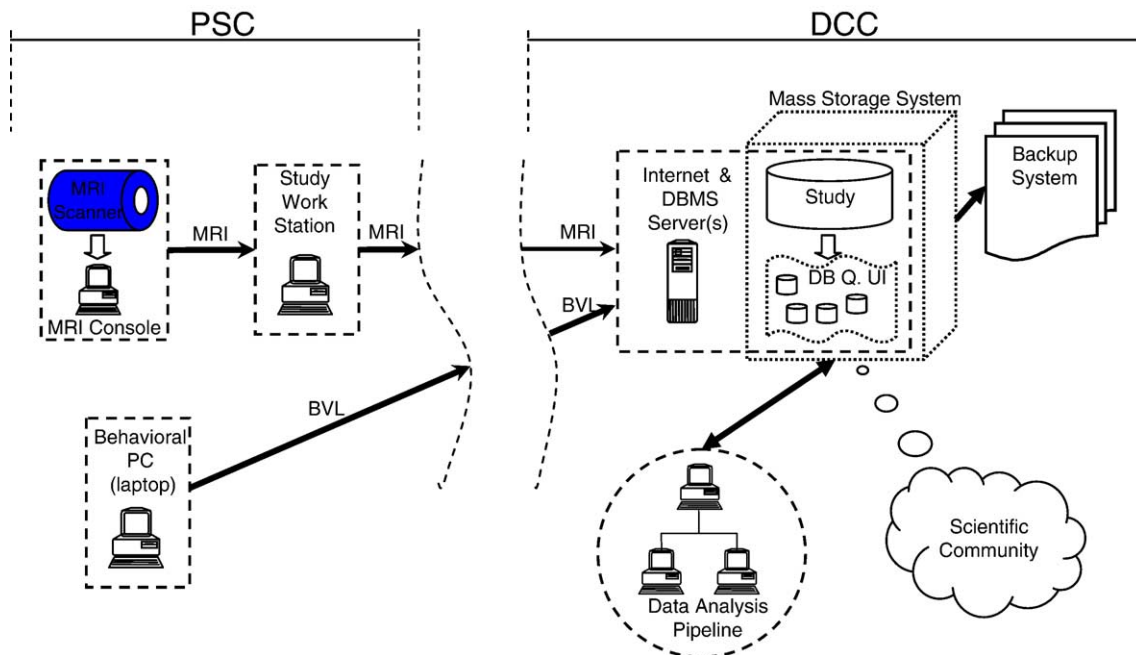 PSC
DCC
Mass Storage System
MRI
Scanner
MRI Console
MRI
Study
Work
Station
MRI
MRI
BVL
Internet &
DBMS
Server(s)
Study
DB Q. UI
Backup
System
BVL
Behavioral
PC
(laptop)
Data Analysis
Pipeline
Scientific
Community